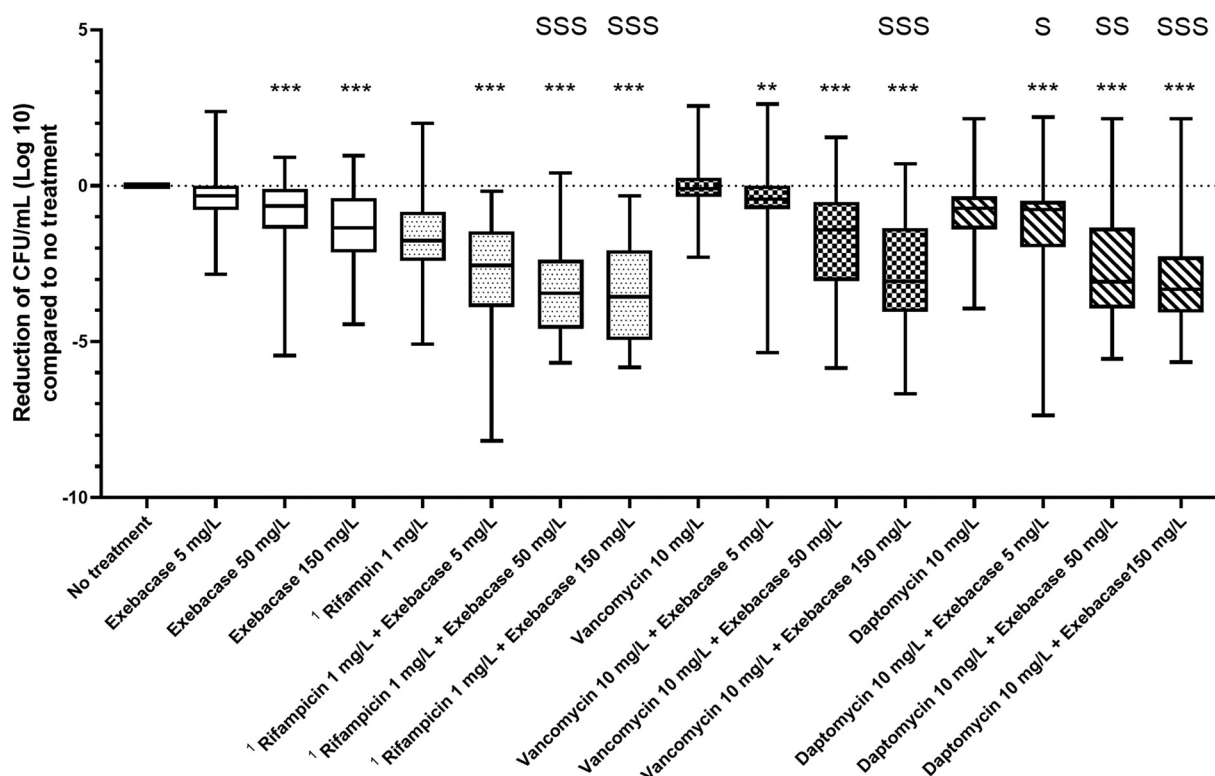 Reduction of CFU/mL (Log 10)
compared to no treatment
5
0
-5
-10
SSS SSS SSS S SS SSS
*** *** *** *** *** ** *** *** *** *** ***
No treatment
Exebacase 5 mg/L
Exebacase 50 mg/L
Exebacase 150 mg/L
1 Rifampin 1 mg/L
1 Rifampicin 1 mg/L + Exebacase 5 mg/L
1 Rifampicin 1 mg/L + Exebacase 50 mg/L
1 Rifampicin 1 mg/L + Exebacase 150 mg/L
Vancomycin 10 mg/L
Vancomycin 10 mg/L + Exebacase 5 mg/L
Vancomycin 10 mg/L + Exebacase 50 mg/L
Vancomycin 10 mg/L + Exebacase 150 mg/L
Daptomycin 10 mg/L
Daptomycin 10 mg/L + Exebacase 5 mg/L
Daptomycin 10 mg/L + Exebacase 50 mg/L
Daptomycin 10 mg/L + Exebacase150 mg/L